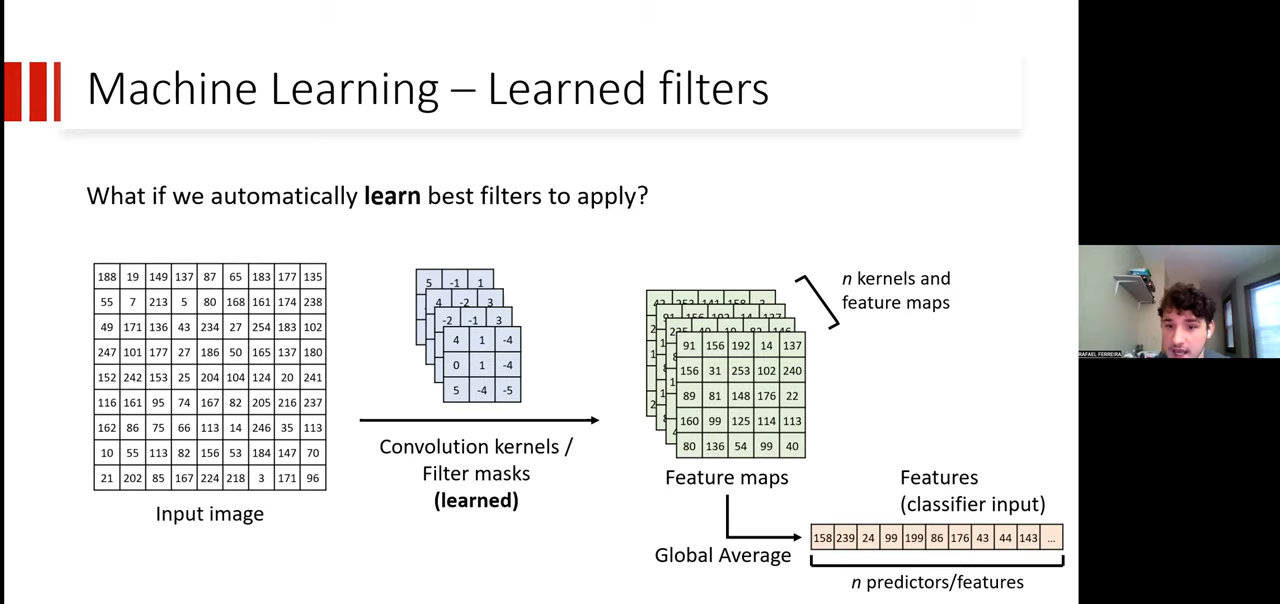 Machine Learning – Learned filters
What if we automatically learn best filters to apply?
188 19 149 137 87 65 183 177 135
55 7 213 5 80 168 161 174 238
49 171 136 43 234 27 254 183 102
247 101 177 27 186 50 165 137 180
152 242 153 25 204 104 124 20 241
116 161 95 74 167 82 205 216 237
162 86 75 66 113 14 246 35 113
10 55 113 82 156 53 184 147 70
21 202 85 167 224 218 3 171 96
Input image
5 -1 1
4 -2 3
-2 -1 3
4 1 -4
0 1 -4
5 -4 -5
Convolution kernels /
Filter masks
(learned)
n kernels and
feature maps
91 156 192 14 137
156 31 253 102 240
89 81 148 176 22
160 99 125 114 113
80 136 54 99 40
Feature maps
Global Average
Features
(classifier input)
158 239 24 99 199 86 176 43 44 143 ...
n predictors/features
RAFAEL FERREIRA